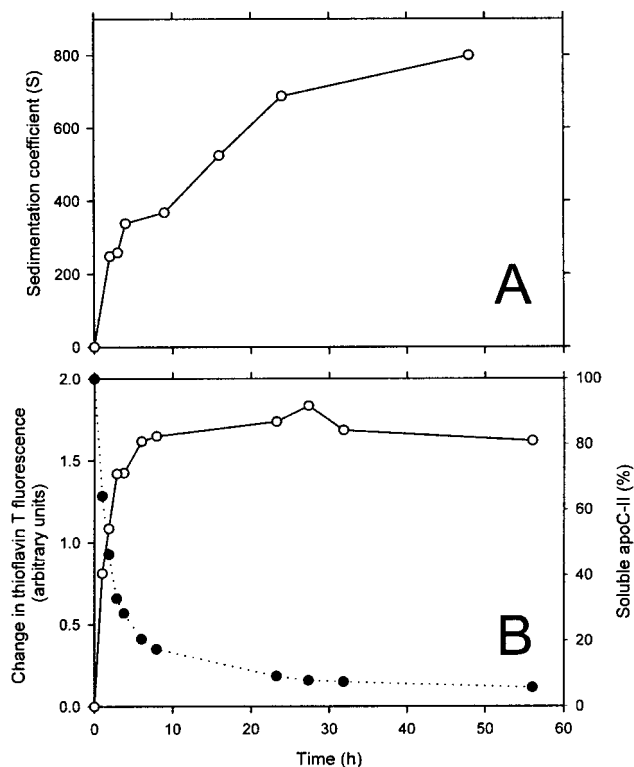 800
600
400
200
0
Sedimentation coefficient (S)
A
2.0
1.5
1.0
0.5
0.0
Change in thioflavin T fluorescence
(arbitrary units)
100
80
60
40
20
0
Soluble apoC-II (%)
B
0 10 20 30 40 50 60
Time (h)